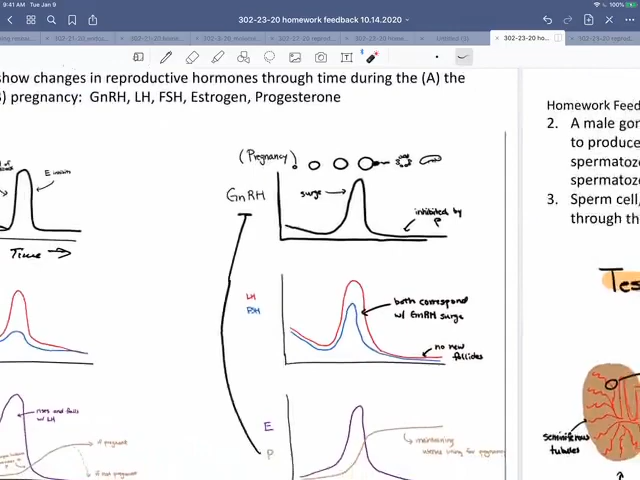 9:41 AM Tue Jan 9
302-23-20 homework feedback 10.14.2020
302-23-20 ho
show changes in reproductive hormones through time during the (A) the
) pregnancy: GnRH, LH, FSH, Estrogen, Progesterone
Time
rises and falls
w/ LH
if pregnant
if not pregnant
(Pregnancy)
GnRH
surge
inhibited by
P
LH
FSH
both correspond
w/ GnRH surge
no new
follicles
E
P
maintaining
uterus lining for pregnancy
Homework Feed
2. A male gon
to produce
spermatozo
spermatozo
3. Sperm cell,
through th
Tes
Seminiferous
tubules